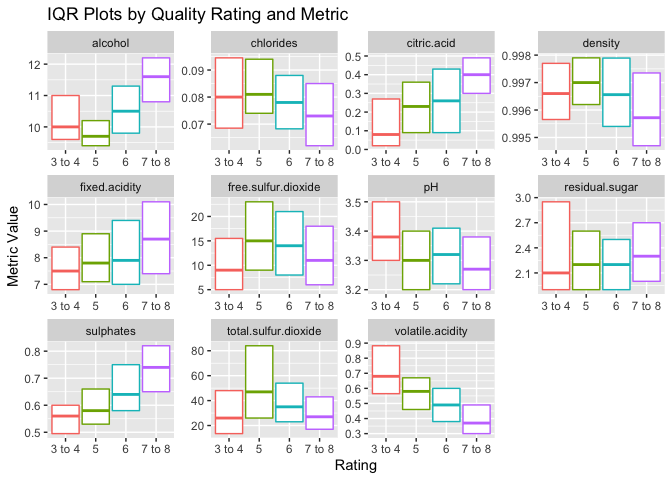 IQR Plots by Quality Rating and Metric
alcohol
chlorides
citric.acid
density
12
11
10
0.09
0.08
0.07
0.5
0.4
0.3
0.2
0.1
0.0
0.998
0.997
0.996
0.995
3 to 4 5 6 7 to 8
3 to 4 5 6 7 to 8
3 to 4 5 6 7 to 8
3 to 4 5 6 7 to 8
fixed.acidity
free.sulfur.dioxide
pH
residual.sugar
10
9
8
7
20
15
10
5
3.5
3.4
3.3
3.2
3.0
2.7
2.4
2.1
3 to 4 5 6 7 to 8
3 to 4 5 6 7 to 8
3 to 4 5 6 7 to 8
3 to 4 5 6 7 to 8
sulphates
total.sulfur.dioxide
volatile.acidity
0.8
0.7
0.6
0.5
80
60
40
20
0.9
0.8
0.7
0.6
0.5
0.4
0.3
3 to 4 5 6 7 to 8
3 to 4 5 6 7 to 8
3 to 4 5 6 7 to 8
Metric Value
Rating